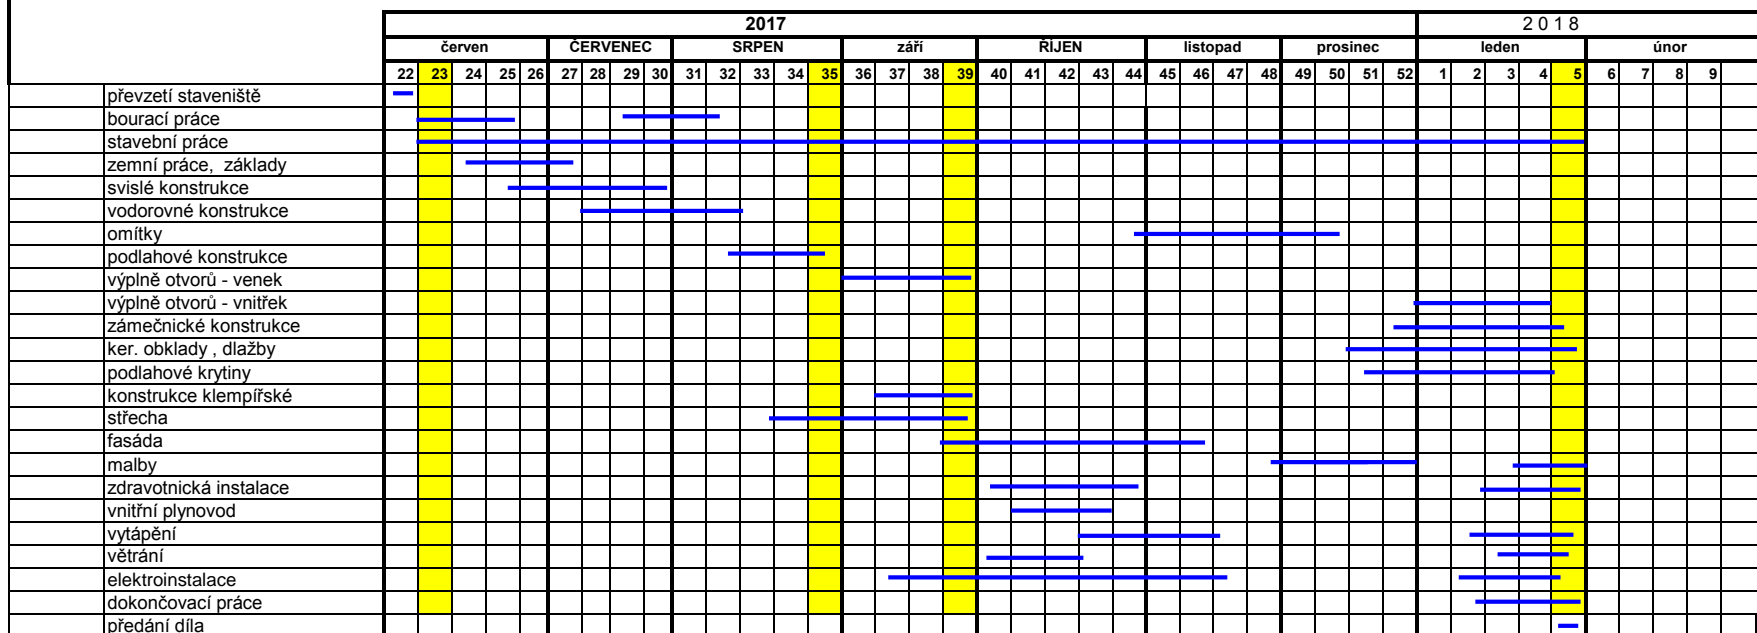 2017 2 0 1 8
červen ČERVENEC SRPEN září ŘÍJEN listopad prosinec leden únor
22 23 24 25 26 27 28 29 30 31 32 33 34 35 36 37 38 39 40 41 42 43 44 45 46 47 48 49 50 51 52 1 2 3 4 5 6 7 8 9
převzetí staveniště
bourací práce
stavební práce
zemní práce, základy
svislé konstrukce
vodorovné konstrukce
omítky
podlahové konstrukce
výplně otvorů - venek
výplně otvorů - vnitřek
zámečnické konstrukce
ker. obklady , dlažby
podlahové krytiny
konstrukce klempířské
střecha
fasáda
malby
zdravotnická instalace
vnitřní plynovod
vytápění
větrání
elektroinstalace
dokončovací práce
předání díla